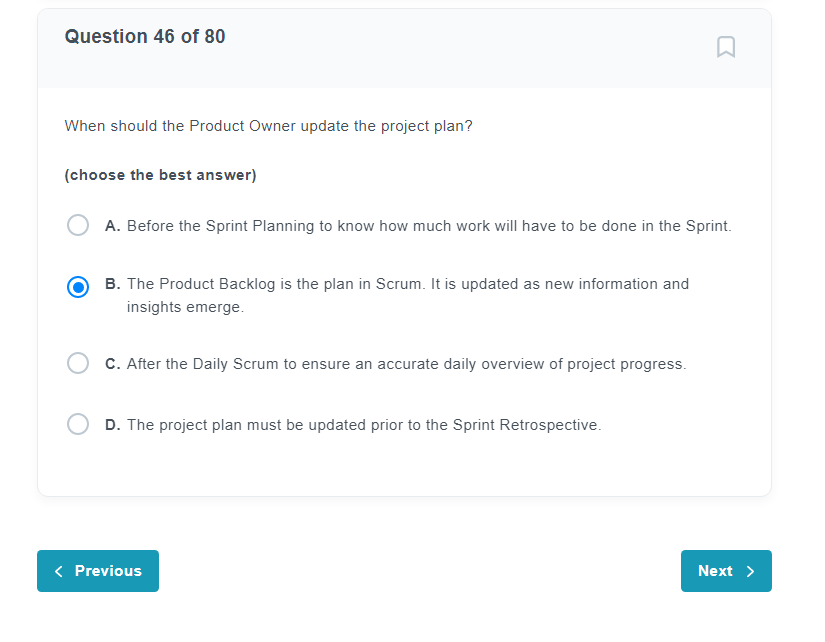 Question 46 of 80
When should the Product Owner update the project plan?
(choose the best answer)
A. Before the Sprint Planning to know how much work will have to be done in the Sprint.
B. The Product Backlog is the plan in Scrum. It is updated as new information and
insights emerge.
C. After the Daily Scrum to ensure an accurate daily overview of project progress.
D. The project plan must be updated prior to the Sprint Retrospective.
Previous
Next